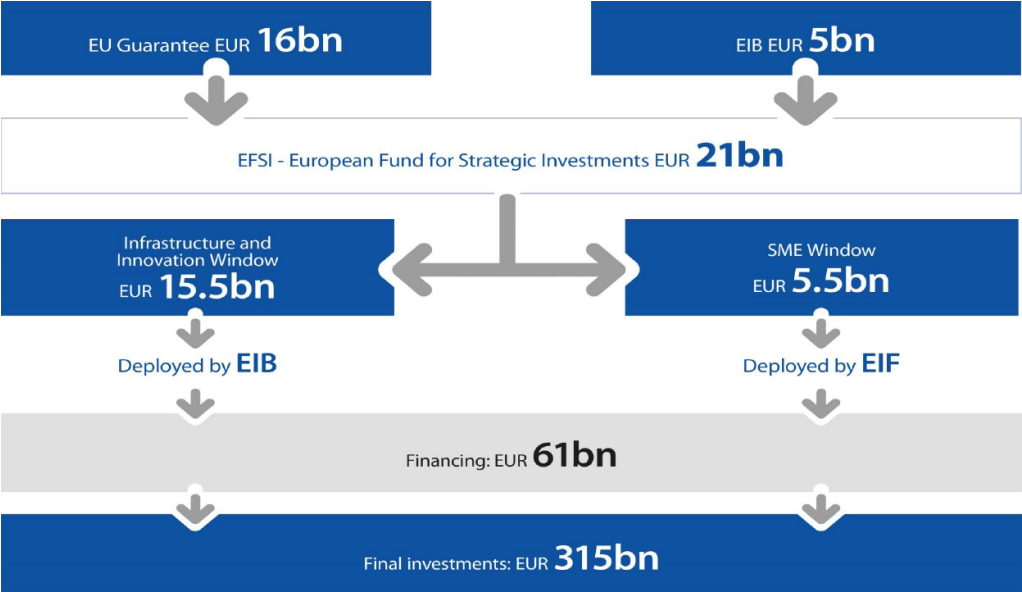 EU Guarantee EUR 16bn
EIB EUR 5bn
EFSI - European Fund for Strategic Investments EUR 21bn
Infrastructure and
Innovation Window
EUR 15.5bn
SME Window
EUR 5.5bn
Deployed by EIB
Deployed by EIF
Financing: EUR 61bn
Final investments: EUR 315bn